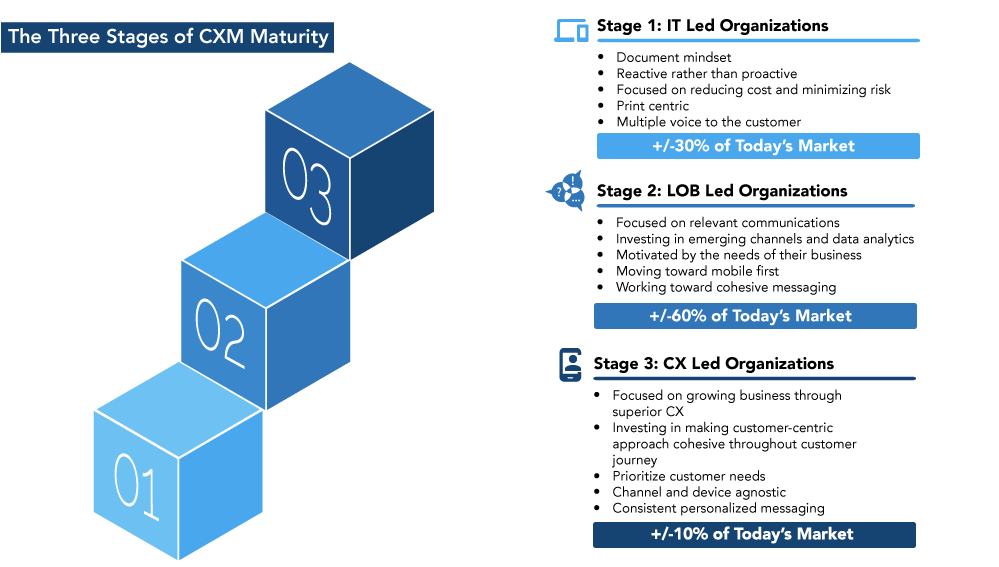 The Three Stages of CXM Maturity
03
02
01
Stage 1: IT Led Organizations
• Document mindset
• Reactive rather than proactive
• Focused on reducing cost and minimizing risk
• Print centric
• Multiple voice to the customer
+/-30% of Today's Market
? ! ...
Stage 2: LOB Led Organizations
• Focused on relevant communications
• Investing in emerging channels and data analytics
• Motivated by the needs of their business
• Moving toward mobile first
• Working toward cohesive messaging
+/-60% of Today's Market
Stage 3: CX Led Organizations
• Focused on growing business through
superior CX
• Investing in making customer-centric
approach cohesive throughout customer
journey
• Prioritize customer needs
• Channel and device agnostic
• Consistent personalized messaging
+/-10% of Today's Market